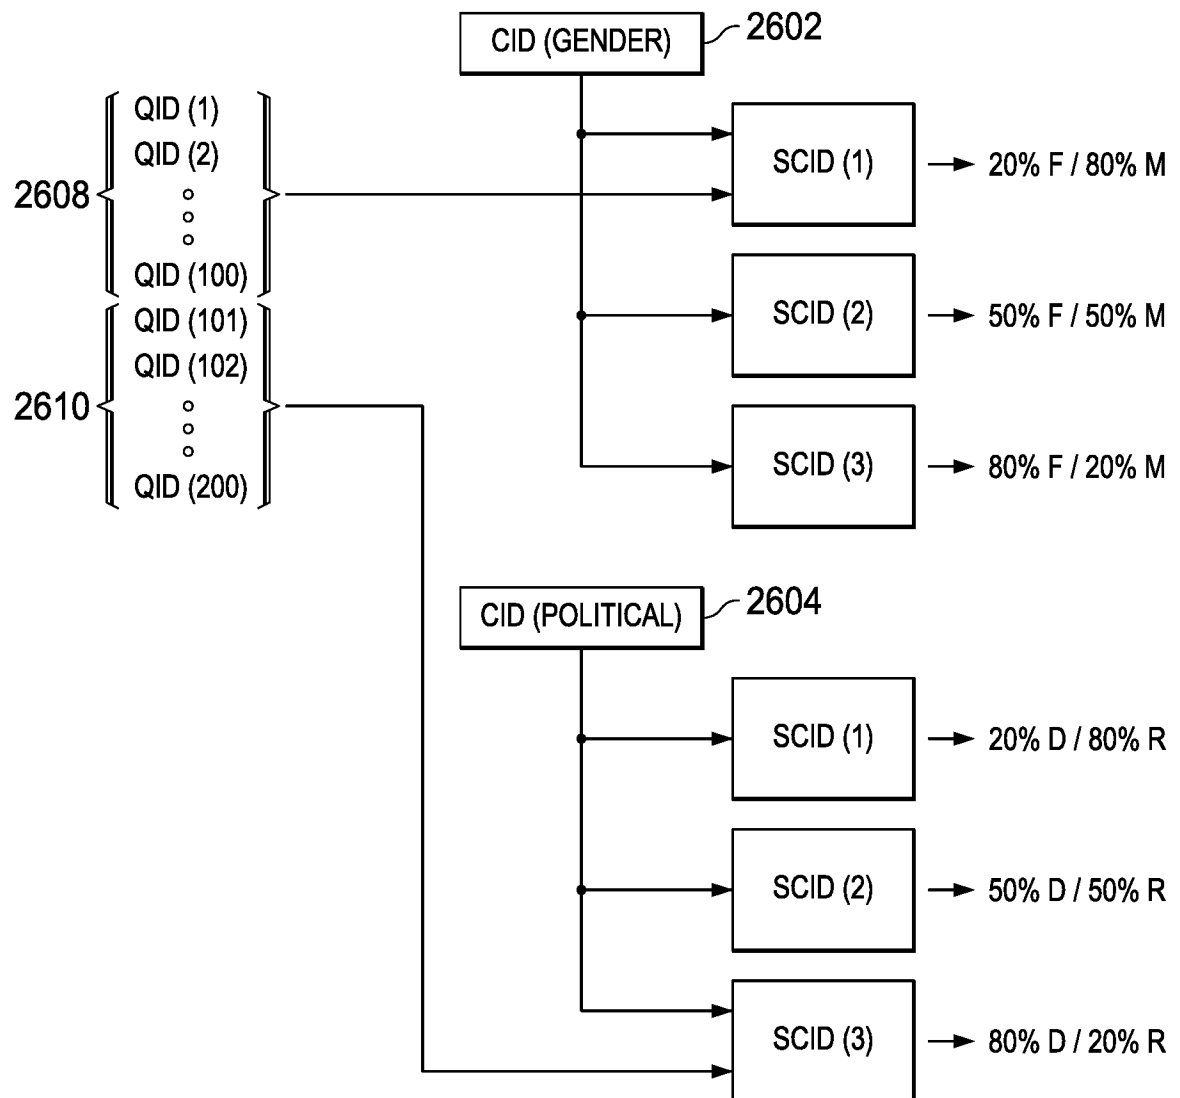 CID (GENDER)
2602
QID (1)
QID (2)
2608
QID (100)
SCID (1)
20% F / 80% M
SCID (2)
50% F / 50% M
QID (101)
QID (102)
2610
QID (200)
SCID (3)
80% F / 20% M
CID (POLITICAL)
2604
SCID (1)
20% D / 80% R
SCID (2)
50% D / 50% R
SCID (3)
80% D / 20% R